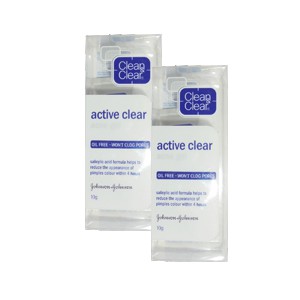 Clean &
Clear.
active clear
OIL FREE - WON'T CLOG PORES
salicylic acid formula helps to
reduce the appearance of
pimples colour within 4 hours
Johnson & Johnson
Clean &
Clear.
active clear
OIL FREE - WON'T CLOG PORES
salicylic acid formula helps to
reduce the appearance of
pimples colour within 4 hours
Johnson & Johnson